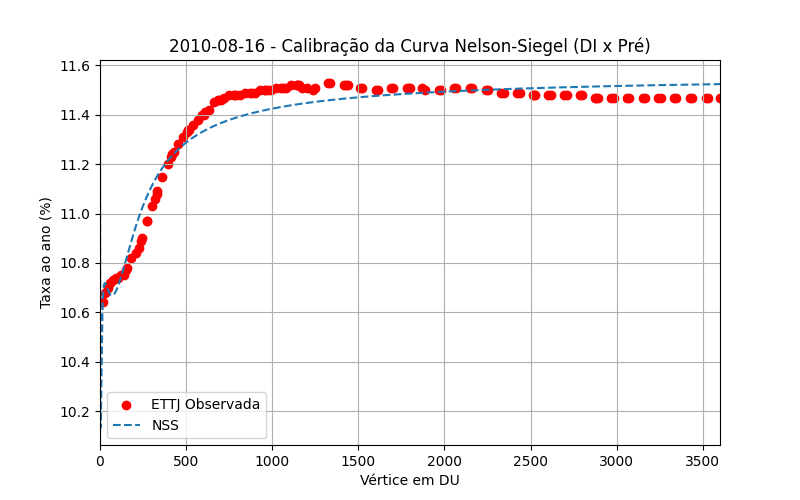 2010-08-16 - Calibração da Curva Nelson-Siegel (DI x Pré)
11.6
11.4
11.2
11.0
10.8
10.6
10.4
10.2
Taxa ao ano (%)
ETTJ Observada
NSS
0 500 1000 1500 2000 2500 3000 3500
Vértice em DU